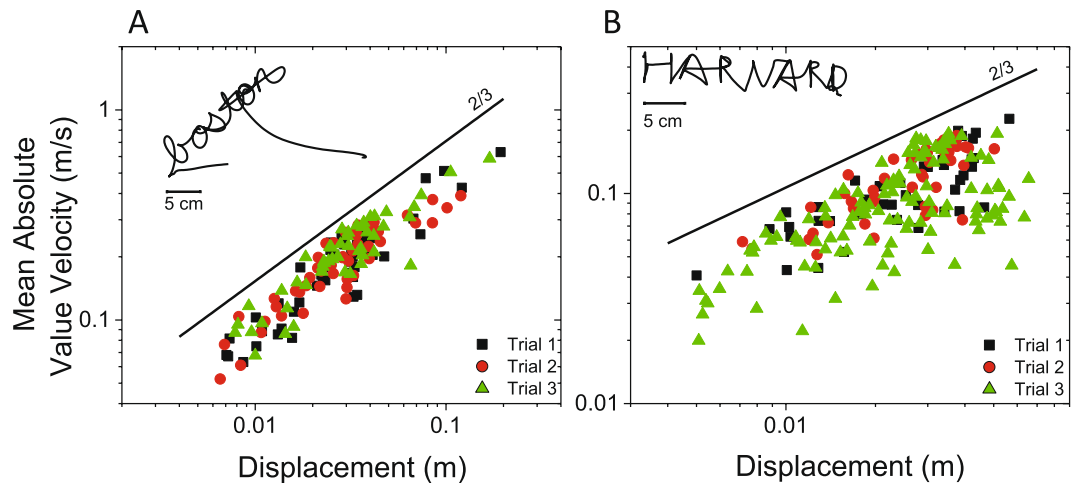 A
2/3
5 cm
1
0.1
0.01
0.1
Trial 1
Trial 2
Trial 3
Displacement (m)
Mean Absolute
Value Velocity (m/s)
B
HARVARD
2/3
5 cm
0.1
0.01
0.01
Trial 1
Trial 2
Trial 3
Displacement (m)